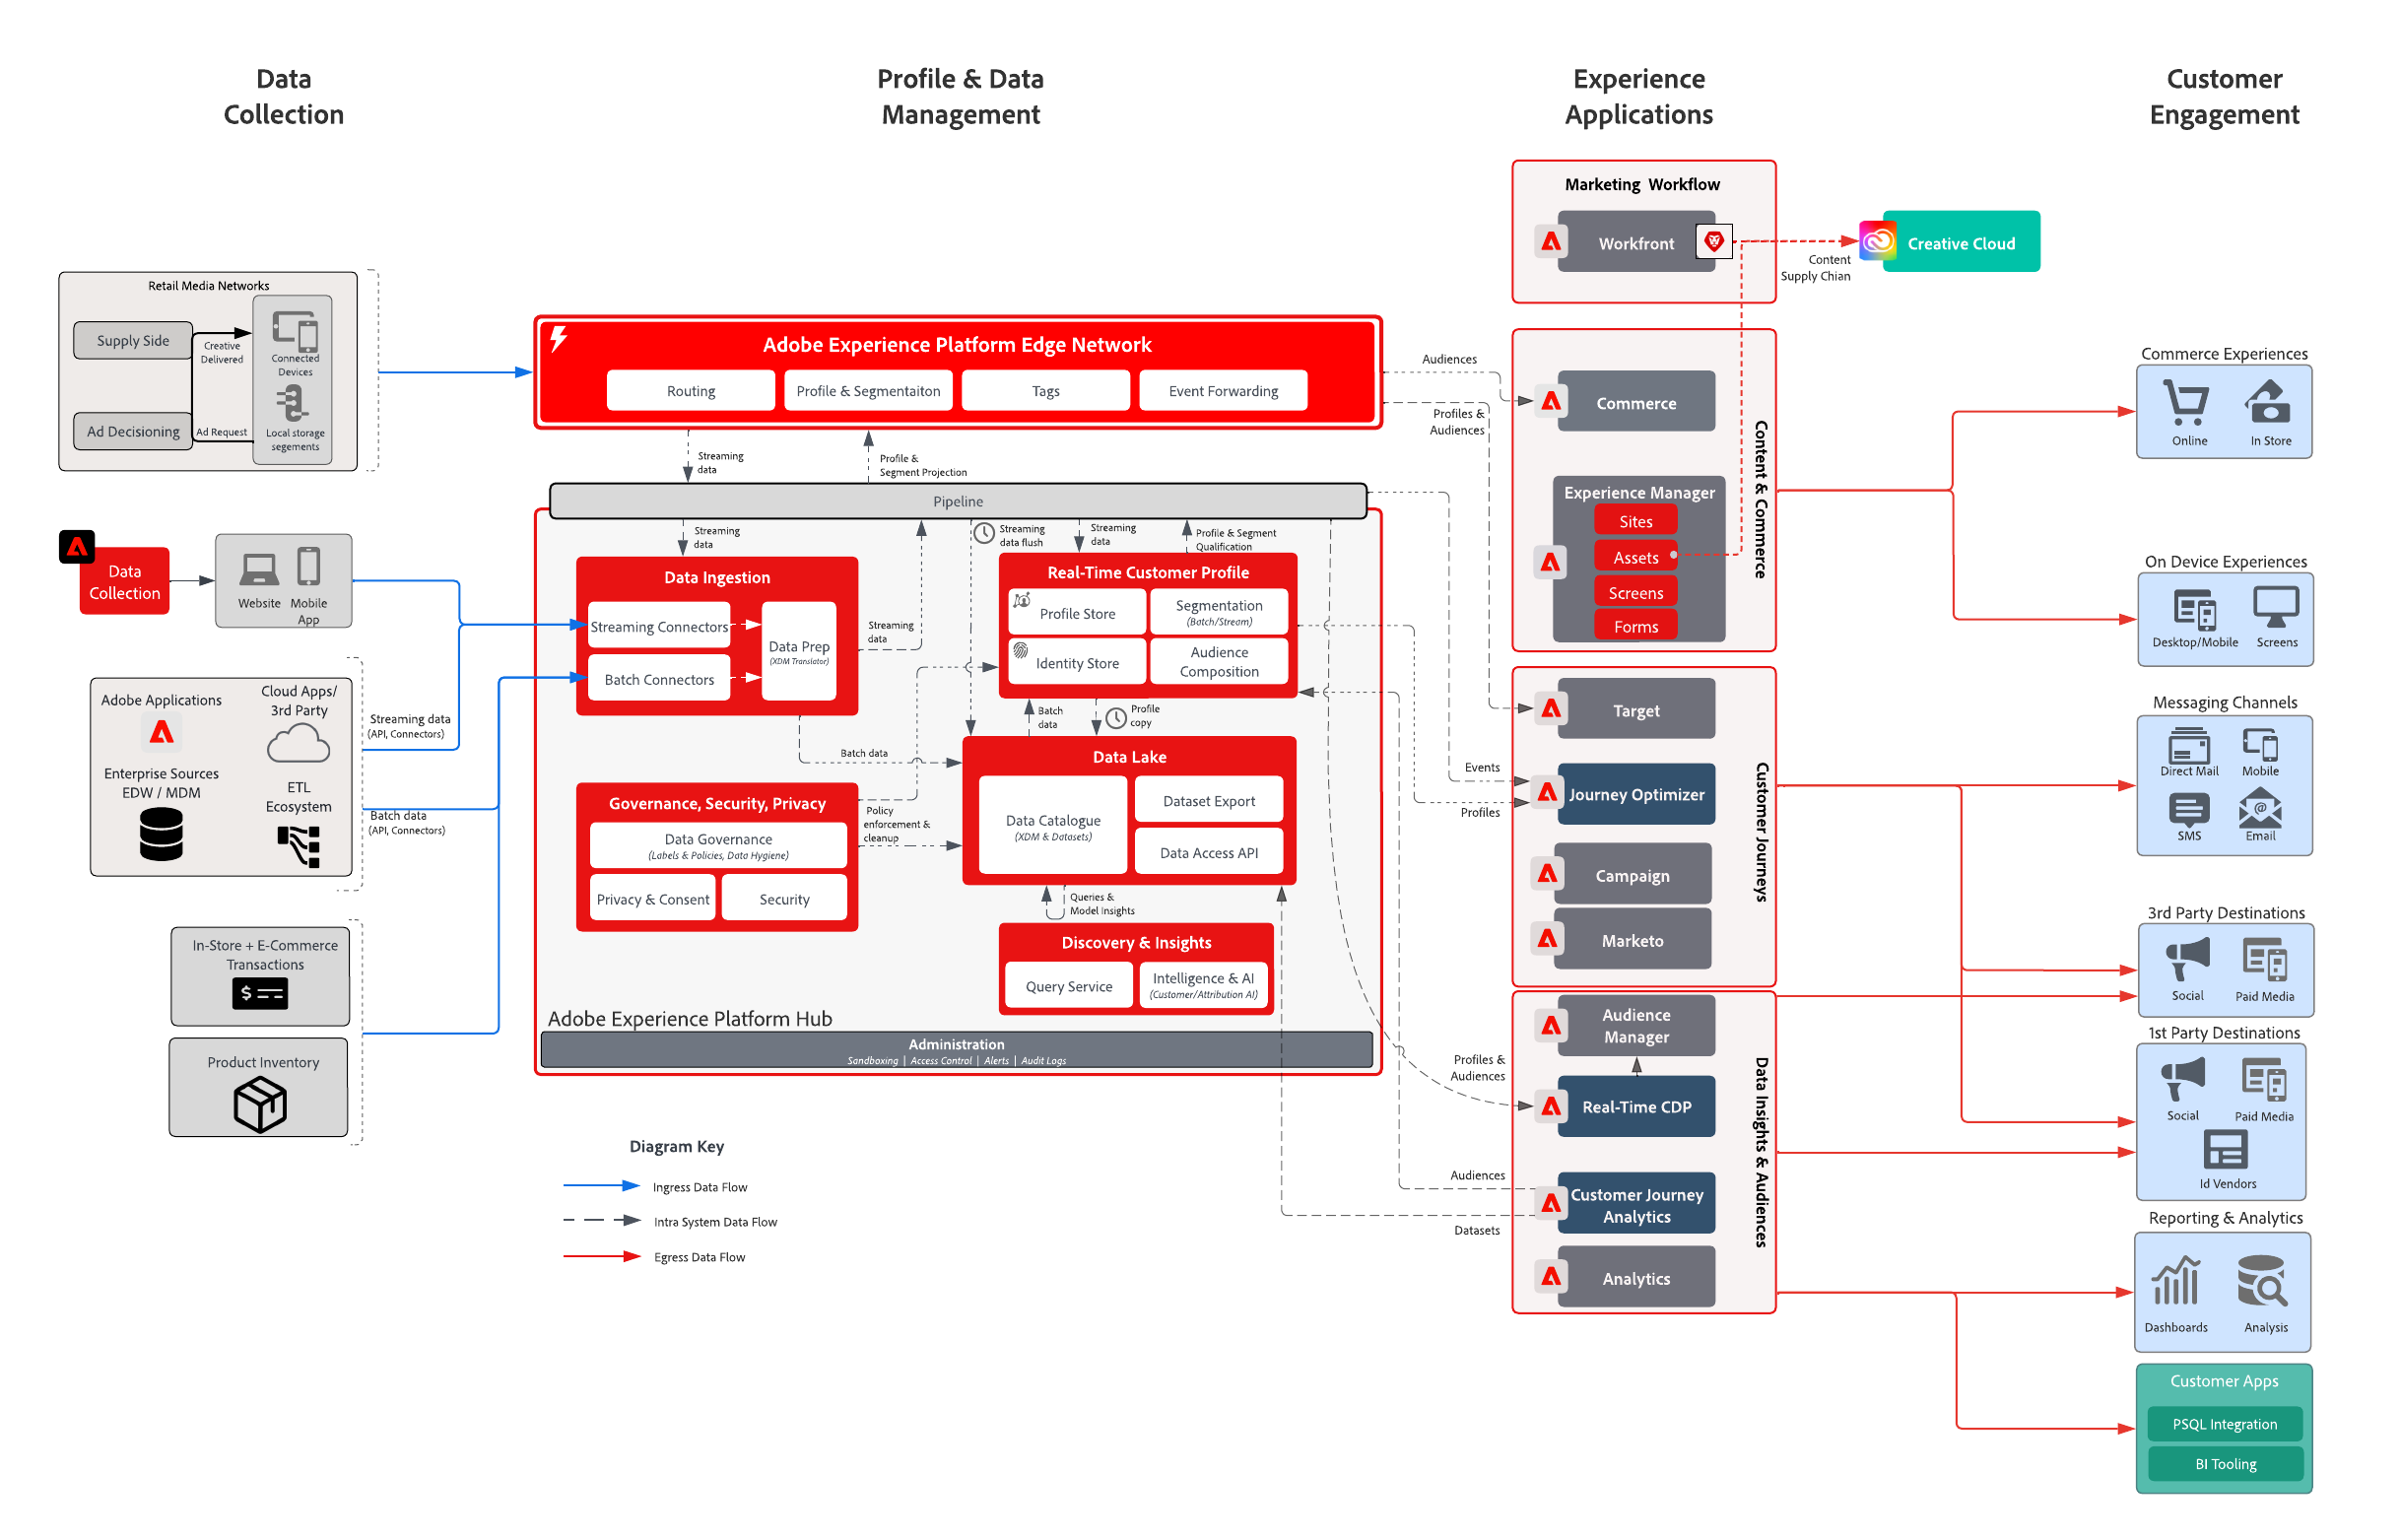 Data
Collection
Profile & Data
Management
Experience
Applications
Customer
Engagement
Retail Media Networks
Supply Side
Creative
Delivered
Connected
Devices
Ad Decisioning
Ad Request
Local storage
segements
Data
Collection
Website
Mobile
App
Adobe Applications
Cloud Apps/
3rd Party
Enterprise Sources
EDW / MDM
ETL
Ecosystem
Streaming data
(API, Connectors)
Batch data
(API, Connectors)
In-Store + E-Commerce
Transactions
$
Product Inventory
Adobe Experience Platform Edge Network
Routing
Profile & Segmentaiton
Tags
Event Forwarding
Streaming
data
Profile &
Segment Projection
Pipeline
Streaming
data
Streaming
data flush
Streaming
data
Profile & Segment
Qualification
Data Ingestion
Streaming Connectors
Batch Connectors
Data Prep
(XDM Translator)
Streaming
data
Real-Time Customer Profile
Profile Store
Segmentation
(Batch/Stream)
Identity Store
Audience
Composition
Batch
data
Profile
copy
Batch data
Data Lake
Data Catalogue
(XDM & Datasets)
Dataset Export
Data Access API
Governance, Security, Privacy
Data Governance
(Labels & Policies, Data Hygiene)
Privacy & Consent
Security
Policy
enforcement &
cleanup
Queries &
Model Insights
Discovery & Insights
Query Service
Intelligence & AI
(Customer/Attribution AI)
Adobe Experience Platform Hub
Administration
Sandboxing | Access Control | Alerts | Audit Logs
Diagram Key
Ingress Data Flow
Intra System Data Flow
Egress Data Flow
Audiences
Profiles &
Audiences
Events
Profiles
Profiles &
Audiences
Audiences
Datasets
Marketing Workflow
Workfront
Content
Supply Chian
Creative Cloud
Commerce
Experience Manager
Sites
Assets
Screens
Forms
Content & Commerce
Target
Journey Optimizer
Campaign
Marketo
Customer Journeys
Audience
Manager
Real-Time CDP
Customer Journey
Analytics
Analytics
Data Insights & Audiences
Commerce Experiences
Online
In Store
On Device Experiences
Desktop/Mobile
Screens
Messaging Channels
Direct Mail
Mobile
SMS
@
Email
3rd Party Destinations
Social
Paid Media
1st Party Destinations
Social
Paid Media
Id Vendors
Reporting & Analytics
Dashboards
Analysis
Customer Apps
PSQL Integration
BI Tooling